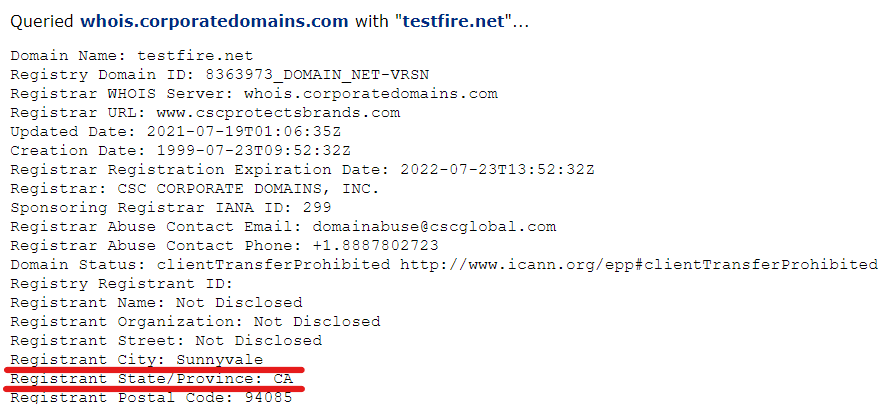 Queried whois.corporatedomains.com with "testfire.net"...
Domain Name: testfire.net
Registry Domain ID: 8363973_DOMAIN_NET-VRSN
Registrar WHOIS Server: whois.corporatedomains.com
Registrar URL: www.cscprotectsbrands.com
Updated Date: 2021-07-19T01:06:35Z
Creation Date: 1999-07-23T09:52:32Z
Registrar Registration Expiration Date: 2022-07-23T13:52:32Z
Registrar: CSC CORPORATE DOMAINS, INC.
Sponsoring Registrar IANA ID: 299
Registrar Abuse Contact Email: domainabuse@cscglobal.com
Registrar Abuse Contact Phone: +1.8887802723
Domain Status: clientTransferProhibited http://www.icann.org/epp#clientTransferProhibited
Registry Registrant ID:
Registrant Name: Not Disclosed
Registrant Organization: Not Disclosed
Registrant Street: Not Disclosed
Registrant City: Sunnyvale
Registrant State/Province: CA
Registrant Postal Code: 94085